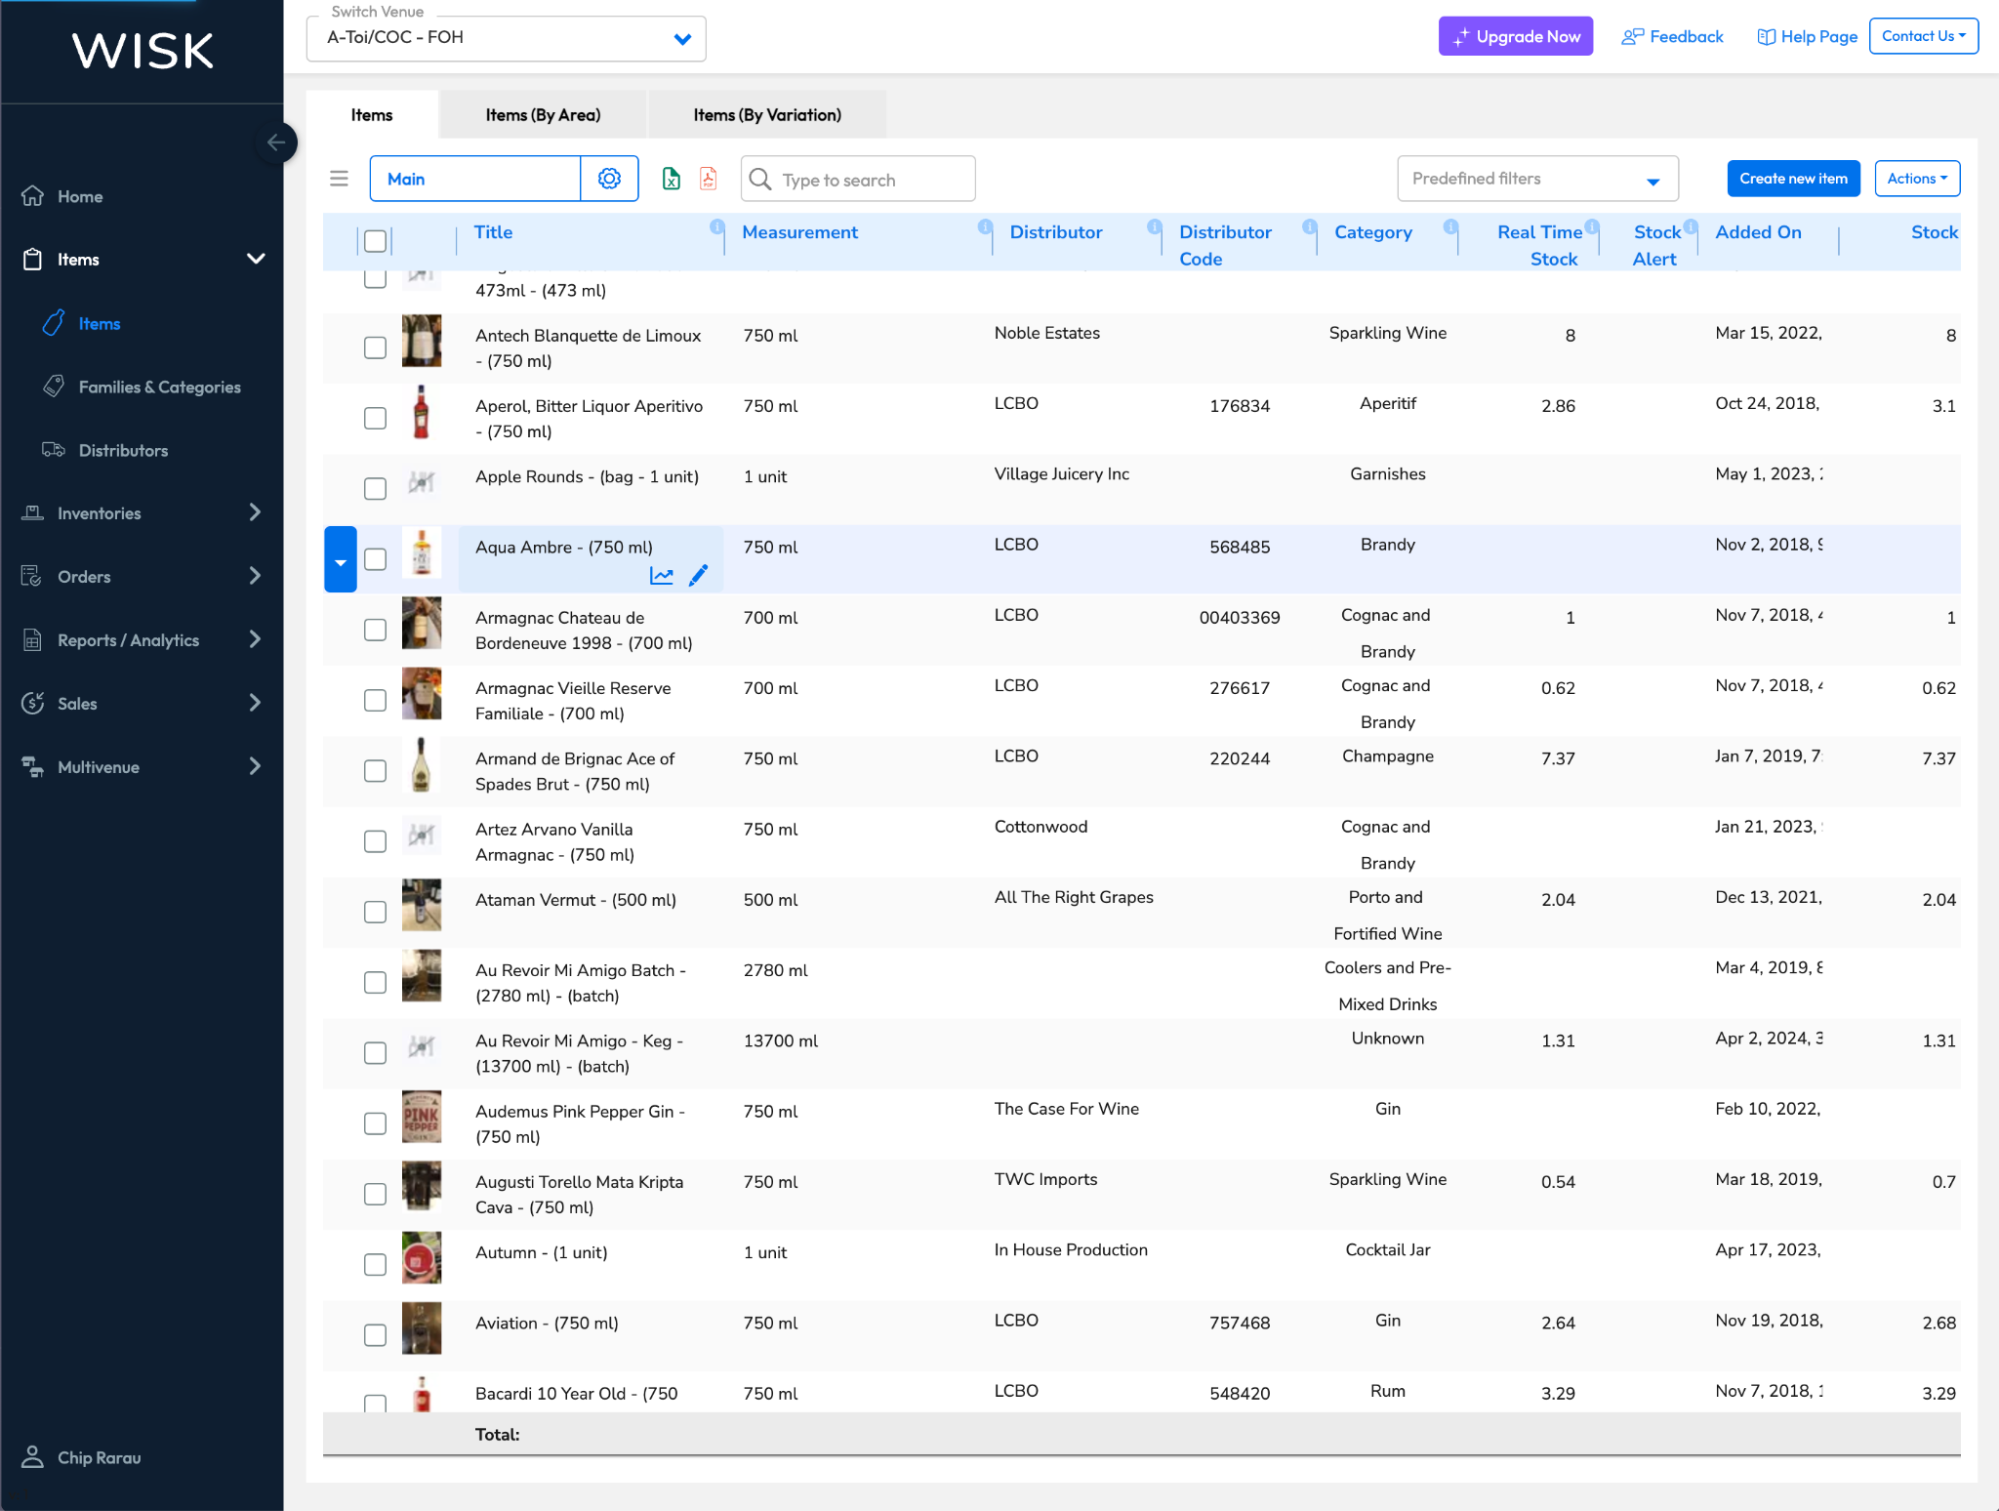 WISK
Switch Venue
A-Toi/COC - FOH
Upgrade Now
Feedback
Help Page
Contact Us
Home
Items
Items
Families & Categories
Distributors
Inventories
Orders
Reports / Analytics
Sales
Multivenue
Chip Rarau
Items
Items (By Area)
Items (By Variation)
Main
Type to search
Predefined filters
Create new item
Actions
Title Measurement Distributor Distributor Code Category Real Time Stock Stock Alert Added On Stock
473ml - (473 ml)
Antech Blanquette de Limoux 750 ml Noble Estates Sparkling Wine 8 Mar 15, 2022, 8
- (750 ml)
Aperol, Bitter Liquor Aperitivo 750 ml LCBO 176834 Aperitif 2.86 Oct 24, 2018, 3.1
- (750 ml)
Apple Rounds - (bag - 1 unit) 1 unit Village Juicery Inc Garnishes May 1, 2023,
Aqua Ambre - (750 ml) 750 ml LCBO 568485 Brandy Nov 2, 2018,
Armagnac Chateau de 700 ml LCBO 00403369 Cognac and 1 Nov 7, 2018, 1
Bordeneuve 1998 - (700 ml) Brandy
Armagnac Vieille Reserve 700 ml LCBO 276617 Cognac and 0.62 Nov 7, 2018, 0.62
Familiale - (700 ml) Brandy
Armand de Brignac Ace of 750 ml LCBO 220244 Champagne 7.37 Jan 7, 2019, 7: 7.37
Spades Brut - (750 ml)
Artez Arvano Vanilla 750 ml Cottonwood Cognac and Jan 21, 2023,
Armagnac - (750 ml) Brandy
Ataman Vermut - (500 ml) 500 ml All The Right Grapes Porto and 2.04 Dec 13, 2021, 2.04
Fortified Wine
Au Revoir Mi Amigo Batch - 2780 ml Coolers and Pre- Mar 4, 2019, 8
(2780 ml) - (batch) Mixed Drinks
Au Revoir Mi Amigo - Keg - 13700 ml Unknown 1.31 Apr 2, 2024, 3 1.31
(13700 ml) - (batch)
PINK
PEPPER
GIN
Audemus Pink Pepper Gin - 750 ml The Case For Wine Gin Feb 10, 2022,
(750 ml)
Augusti Torello Mata Kripta 750 ml TWC Imports Sparkling Wine 0.54 Mar 18, 2019, 0.7
Cava - (750 ml)
Autumn - (1 unit) 1 unit In House Production Cocktail Jar Apr 17, 2023,
Aviation - (750 ml) 750 ml LCBO 757468 Gin 2.64 Nov 19, 2018, 2.68
Bacardi 10 Year Old - (750 750 ml LCBO 548420 Rum 3.29 Nov 7, 2018, 3.29
Total: